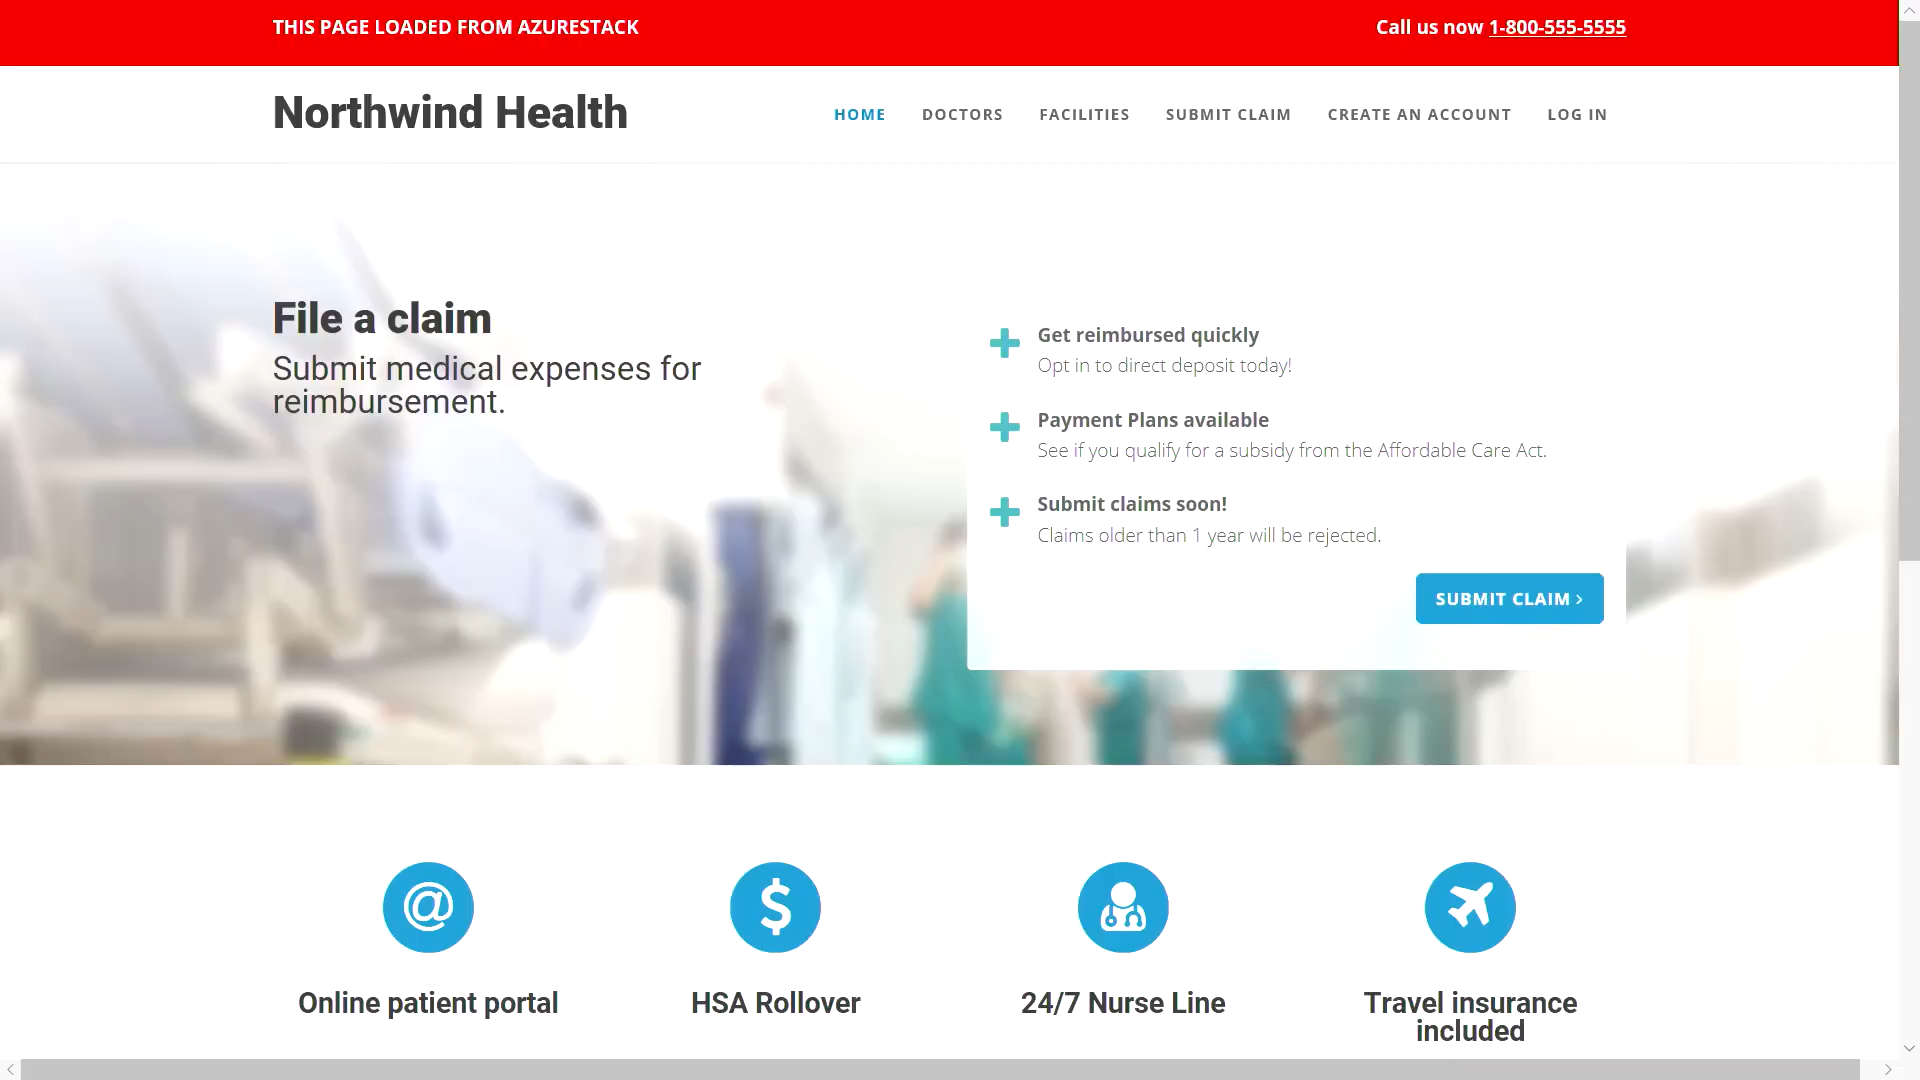 THIS PAGE LOADED FROM AZURESTACK
Call us now 1-800-555-5555
Northwind Health
HOME DOCTORS FACILITIES SUBMIT CLAIM CREATE AN ACCOUNT LOG IN
File a claim
Submit medical expenses for
reimbursement.
Get reimbursed quickly
Opt in to direct deposit today!
Payment Plans available
See if you qualify for a subsidy from the Affordable Care Act.
Submit claims soon!
Claims older than 1 year will be rejected.
SUBMIT CLAIM
Online patient portal
HSA Rollover
24/7 Nurse Line
Travel insurance
included